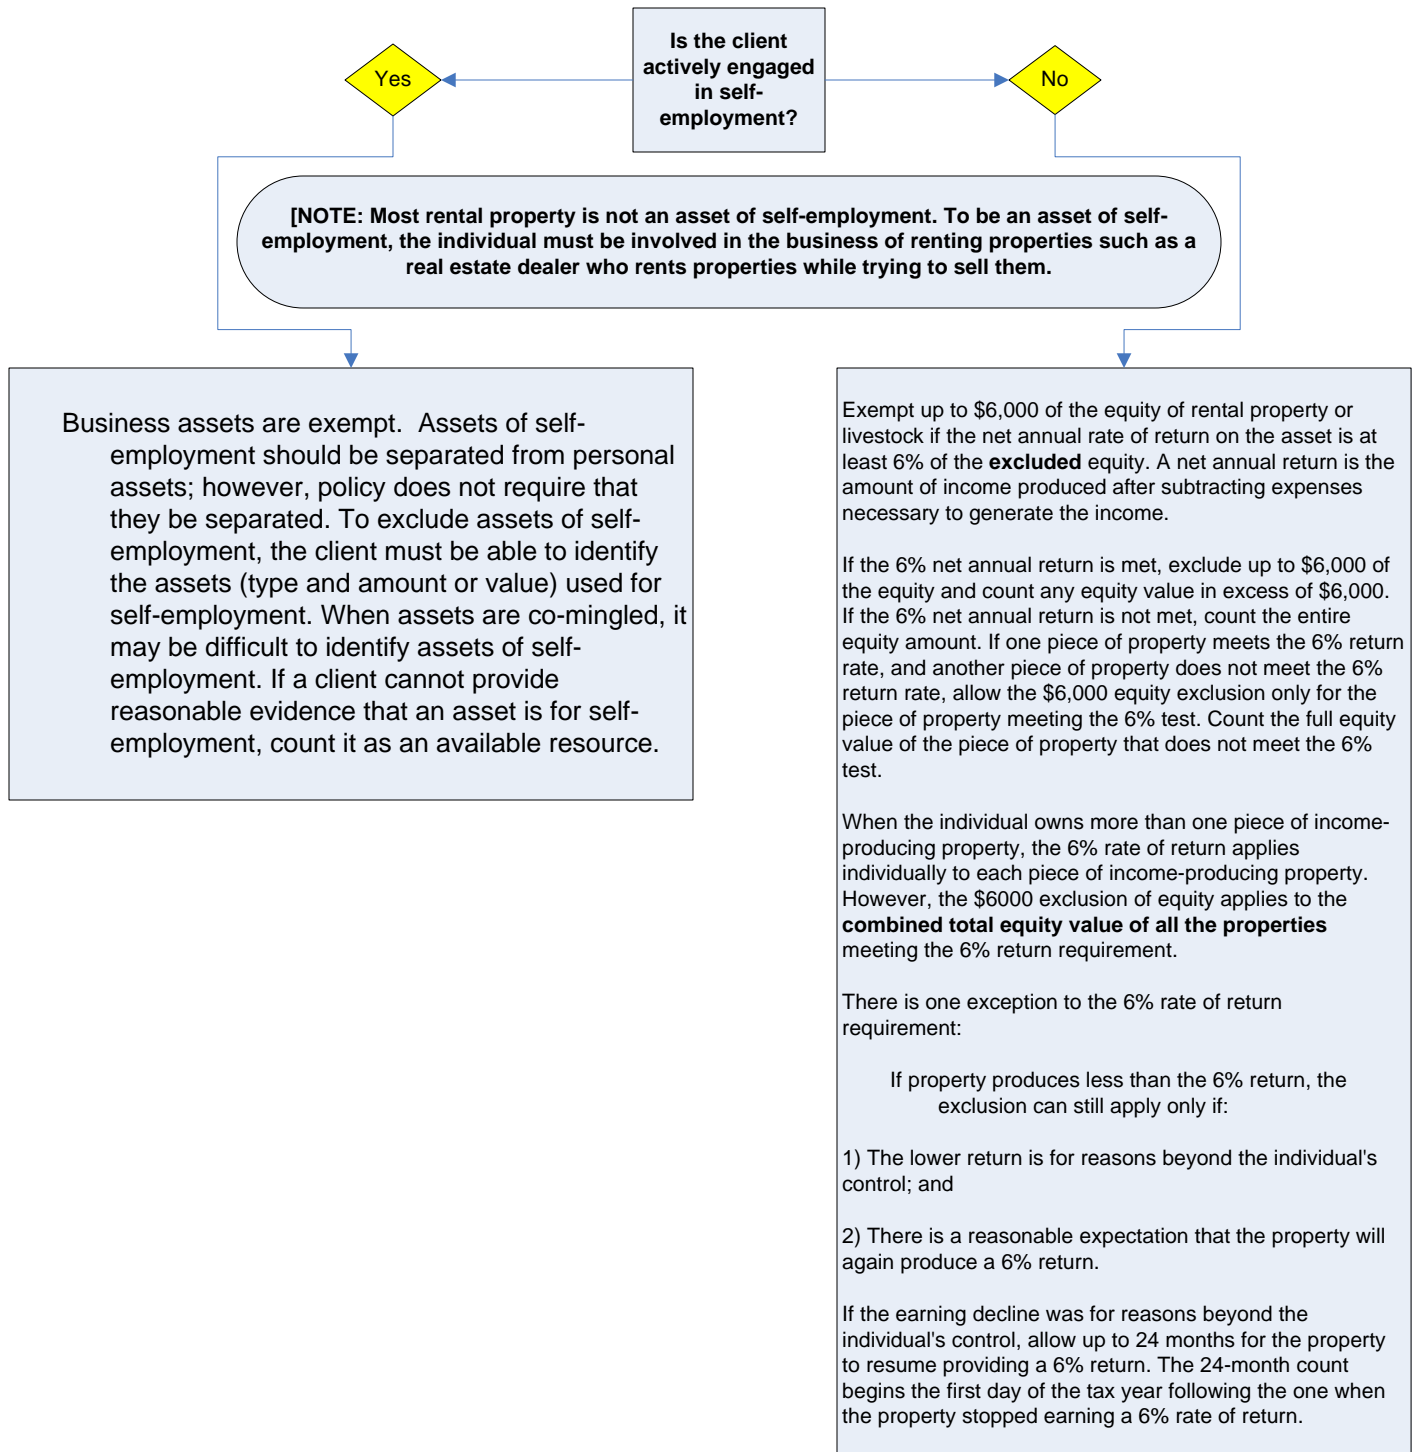 Is the client
actively engaged
in self-
employment?
Yes
No
[NOTE: Most rental property is not an asset of self-
employment. To be an asset of self-
employment, the individual must be involved in the business of renting properties such as a
real estate dealer who rents properties while trying to sell them.
Business assets are exempt.  Assets of self-
employment should be separated from personal
assets; however, policy does not require that
they be separated. To exclude assets of self-
employment, the client must be able to identify
the assets (type and amount or value) used for
self-employment. When assets are co-mingled, it
may be difficult to identify assets of self-
employment. If a client cannot provide
reasonable evidence that an asset is for self-
employment, count it as an available resource.
Exempt up to $6,000 of the equity of rental property or
livestock if the net annual rate of return on the asset is at
least 6% of the excluded equity. A net annual return is the
amount of income produced after subtracting expenses
necessary to generate the income.
If the 6% net annual return is met, exclude up to $6,000 of
the equity and count any equity value in excess of $6,000.
If the 6% net annual return is not met, count the entire
equity amount. If one piece of property meets the 6% return
rate, and another piece of property does not meet the 6%
return rate, allow the $6,000 equity exclusion only for the
piece of property meeting the 6% test. Count the full equity
value of the piece of property that does not meet the 6%
test.
When the individual owns more than one piece of income-
producing property, the 6% rate of return applies
individually to each piece of income-producing property.
However, the $6000 exclusion of equity applies to the
combined total equity value of all the properties
meeting the 6% return requirement.
There is one exception to the 6% rate of return
requirement:
If property produces less than the 6% return, the
exclusion can still apply only if:
1) The lower return is for reasons beyond the individual's
control; and
2) There is a reasonable expectation that the property will
again produce a 6% return.
If the earning decline was for reasons beyond the
individual's control, allow up to 24 months for the property
to resume providing a 6% return. The 24-month count
begins the first day of the tax year following the one when
the property stopped earning a 6% rate of return.